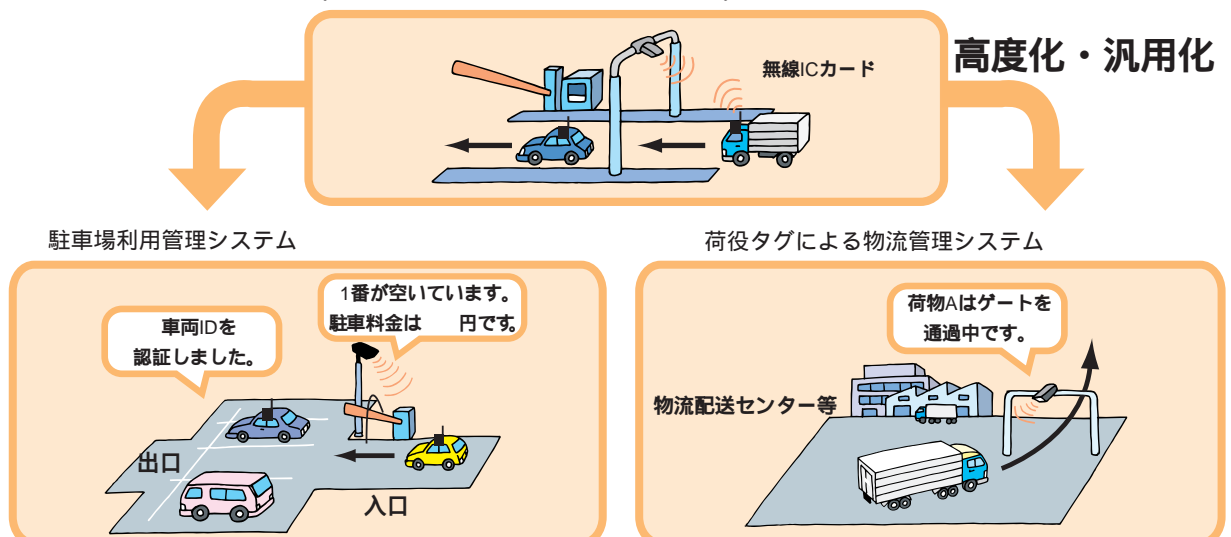 無線ICカード
高度化・汎用化
駐車場利用管理システム
車両IDを
認証しました。
1番が空いています。
駐車料金は　　円です。
出口
入口
荷役タグによる物流管理システム
荷物Aはゲートを
通過中です。
物流配送センター等